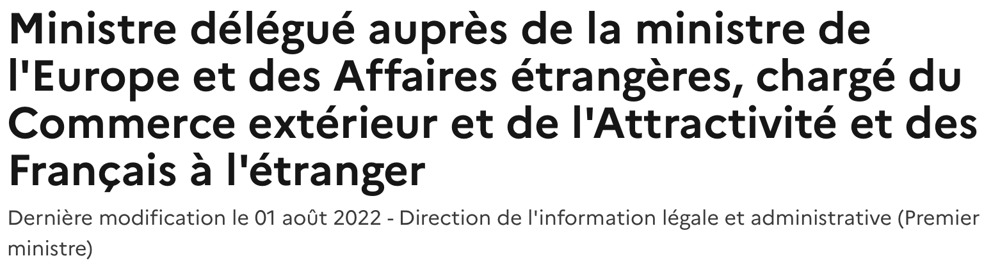 Ministre délégué auprès de la ministre de
l'Europe et des Affaires étrangères, chargé du
Commerce extérieur et de l'Attractivité et des
Français à l'étranger
Dernière modification le 01 août 2022 - Direction de l'information légale et administrative (Premier
ministre)